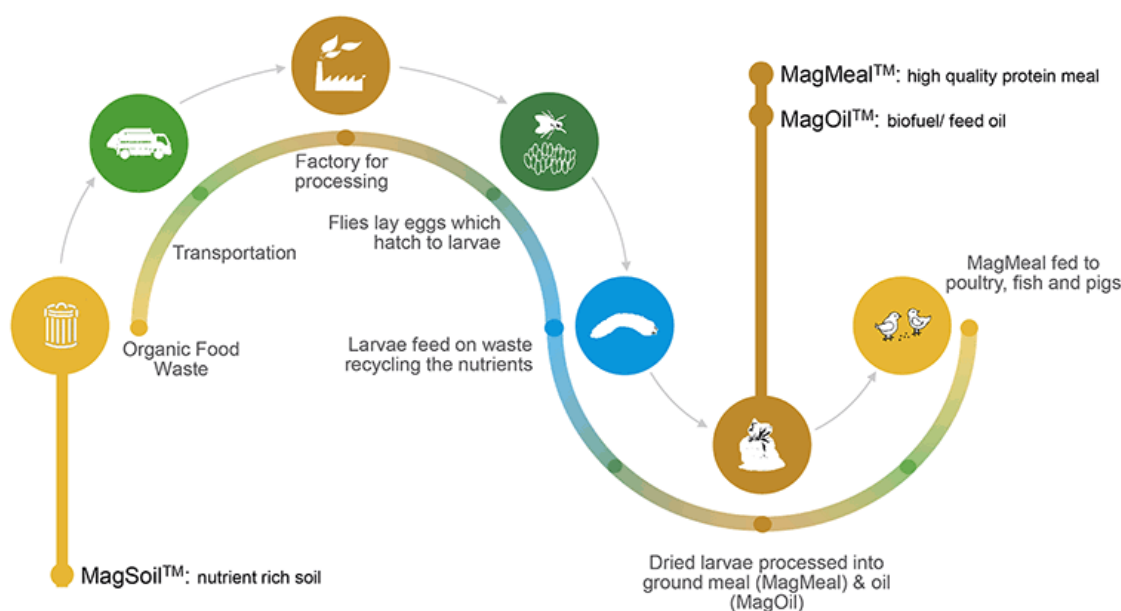 MagMeal™: high quality protein meal
MagOil™: biofuel/ feed oil
Factory for
processing
Flies lay eggs which
hatch to larvae
Transportation
MagMeal fed to
poultry, fish and pigs
Organic Food
Waste
Larvae feed on waste
recycling the nutrients
Dried larvae processed into
ground meal (MagMeal) & oil
(MagOil)
MagSoil™: nutrient rich soil